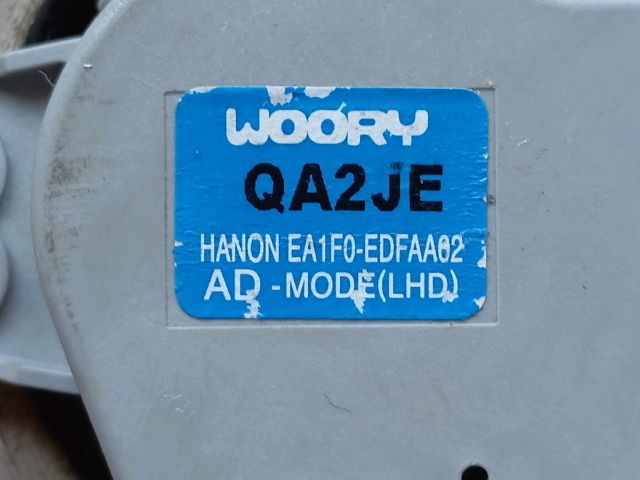 WOORY
QA2JE
HANON EA1F0-EDFAA02
AD - MODE(LHD)